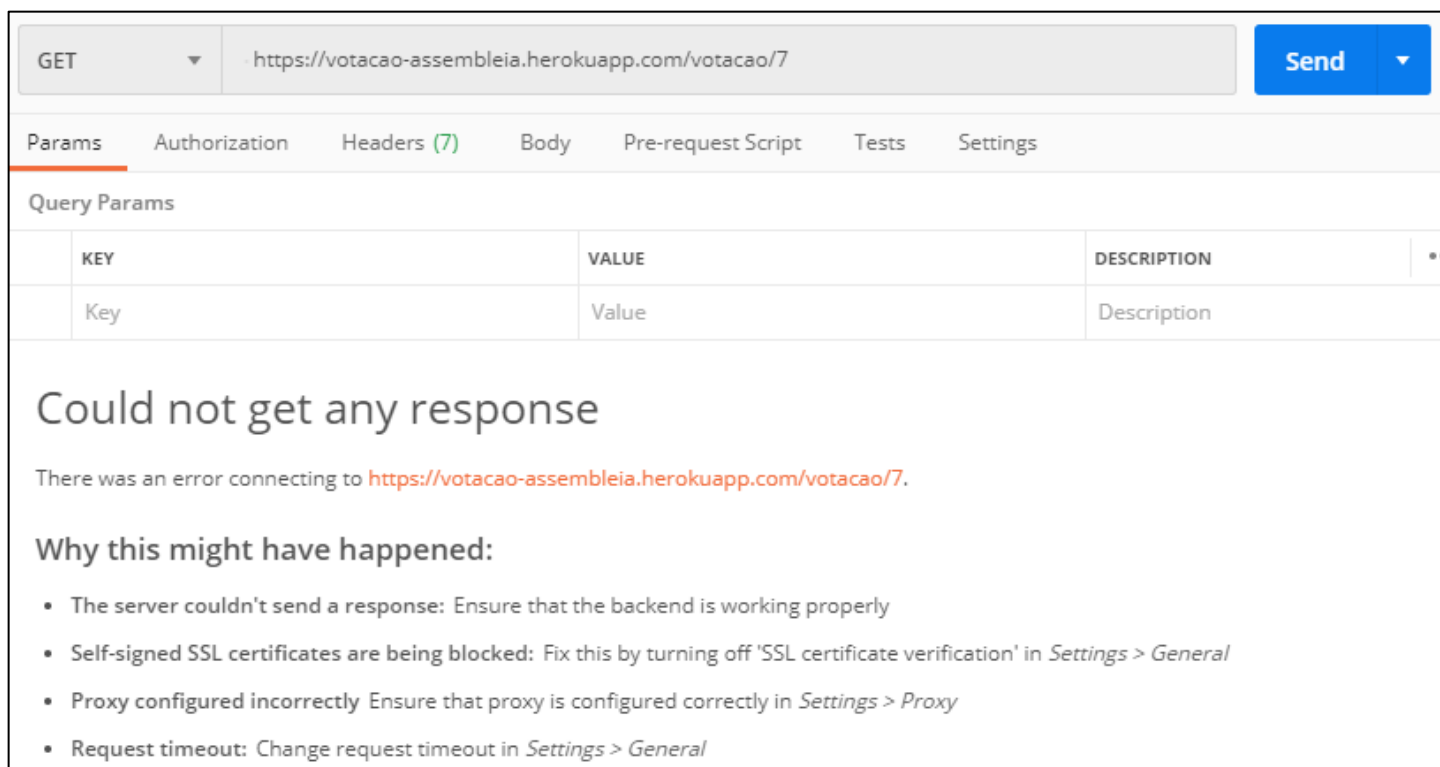 GET https://votacao-assembleia.herokuapp.com/votacao/7 Send
Params Authorization Headers (7) Body Pre-request Script Tests Settings
Query Params
KEY VALUE DESCRIPTION
Key Value Description
Could not get any response
There was an error connecting to https://votacao-assembleia.herokuapp.com/votacao/7.
Why this might have happened:
• The server couldn't send a response: Ensure that the backend is working properly
• Self-signed SSL certificates are being blocked: Fix this by turning off 'SSL certificate verification' in Settings > General
• Proxy configured incorrectly Ensure that proxy is configured correctly in Settings > Proxy
• Request timeout: Change request timeout in Settings > General